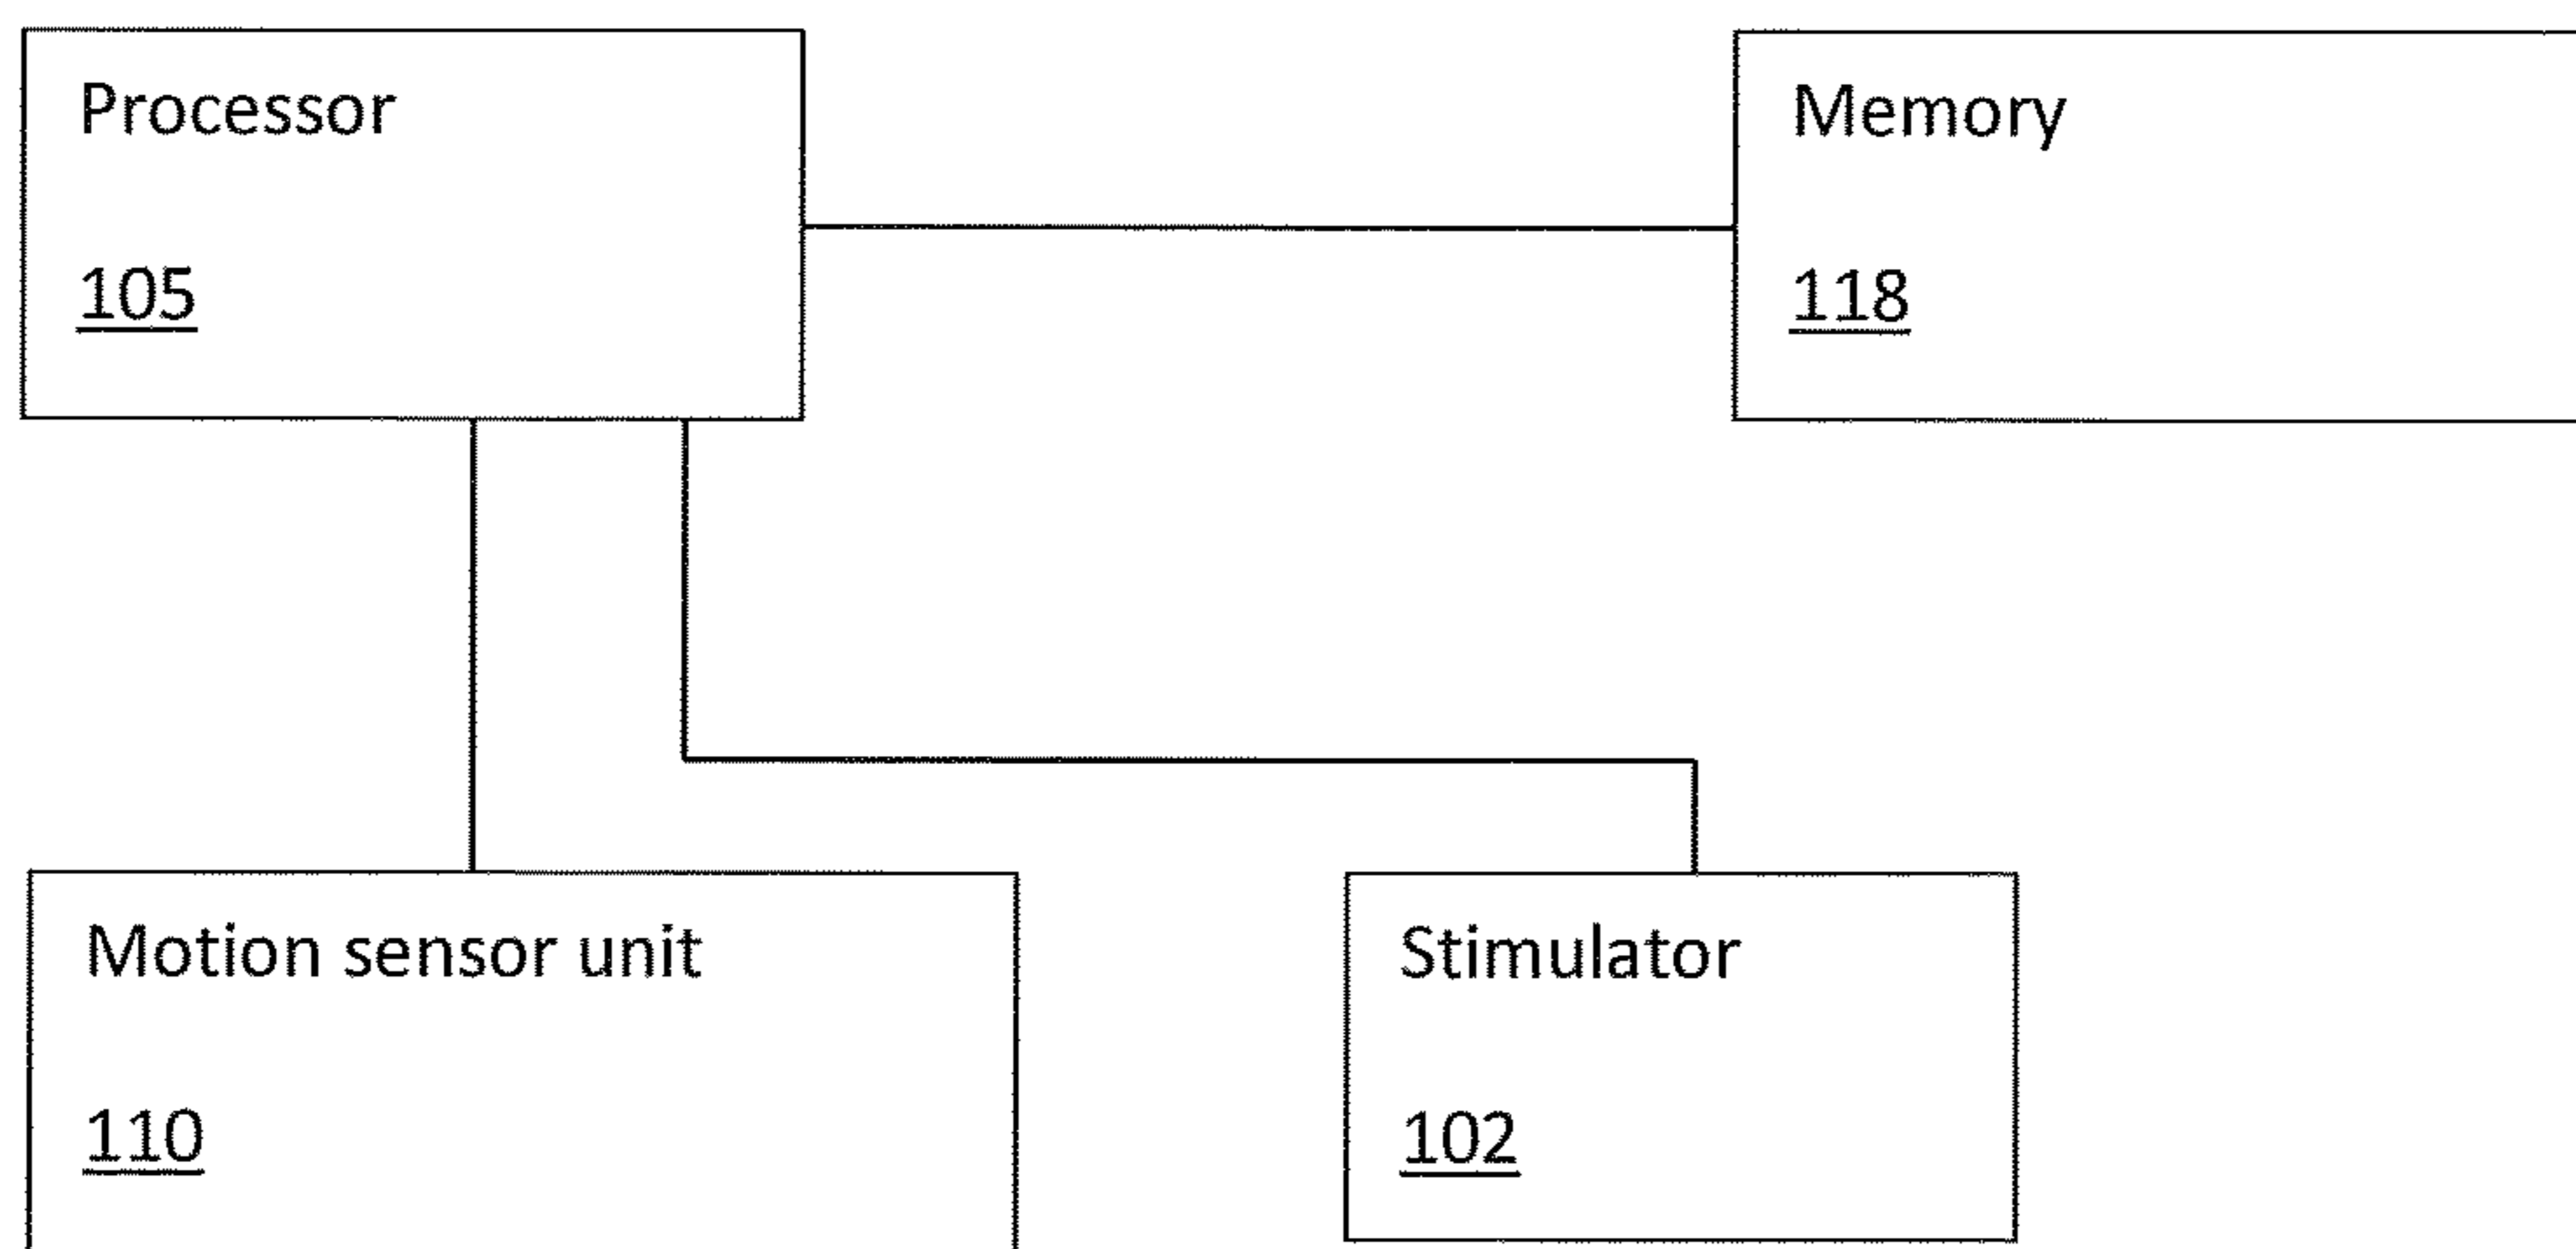 Processor
105
Memory
118
Motion sensor unit
110
Stimulator
102